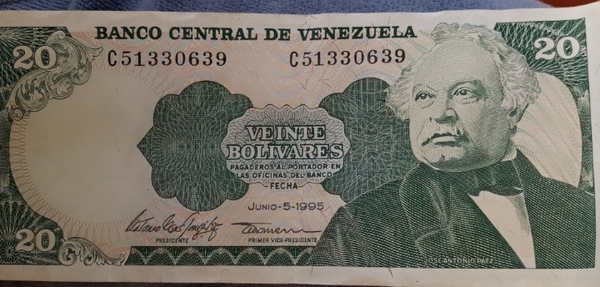 BANCO CENTRAL DE VENEZUELA
20
20
C51330639
C51330639
VEINTE
BOLÍVARES
PAGADEROS AL PORTADOR EN
LAS OFICINAS DEL BANCO
FECHA
JUNIO-5-1995
PRESIDENTE
PRIMER VICE-PRESIDENTE
20
JOSE ANTONIO PAEZ